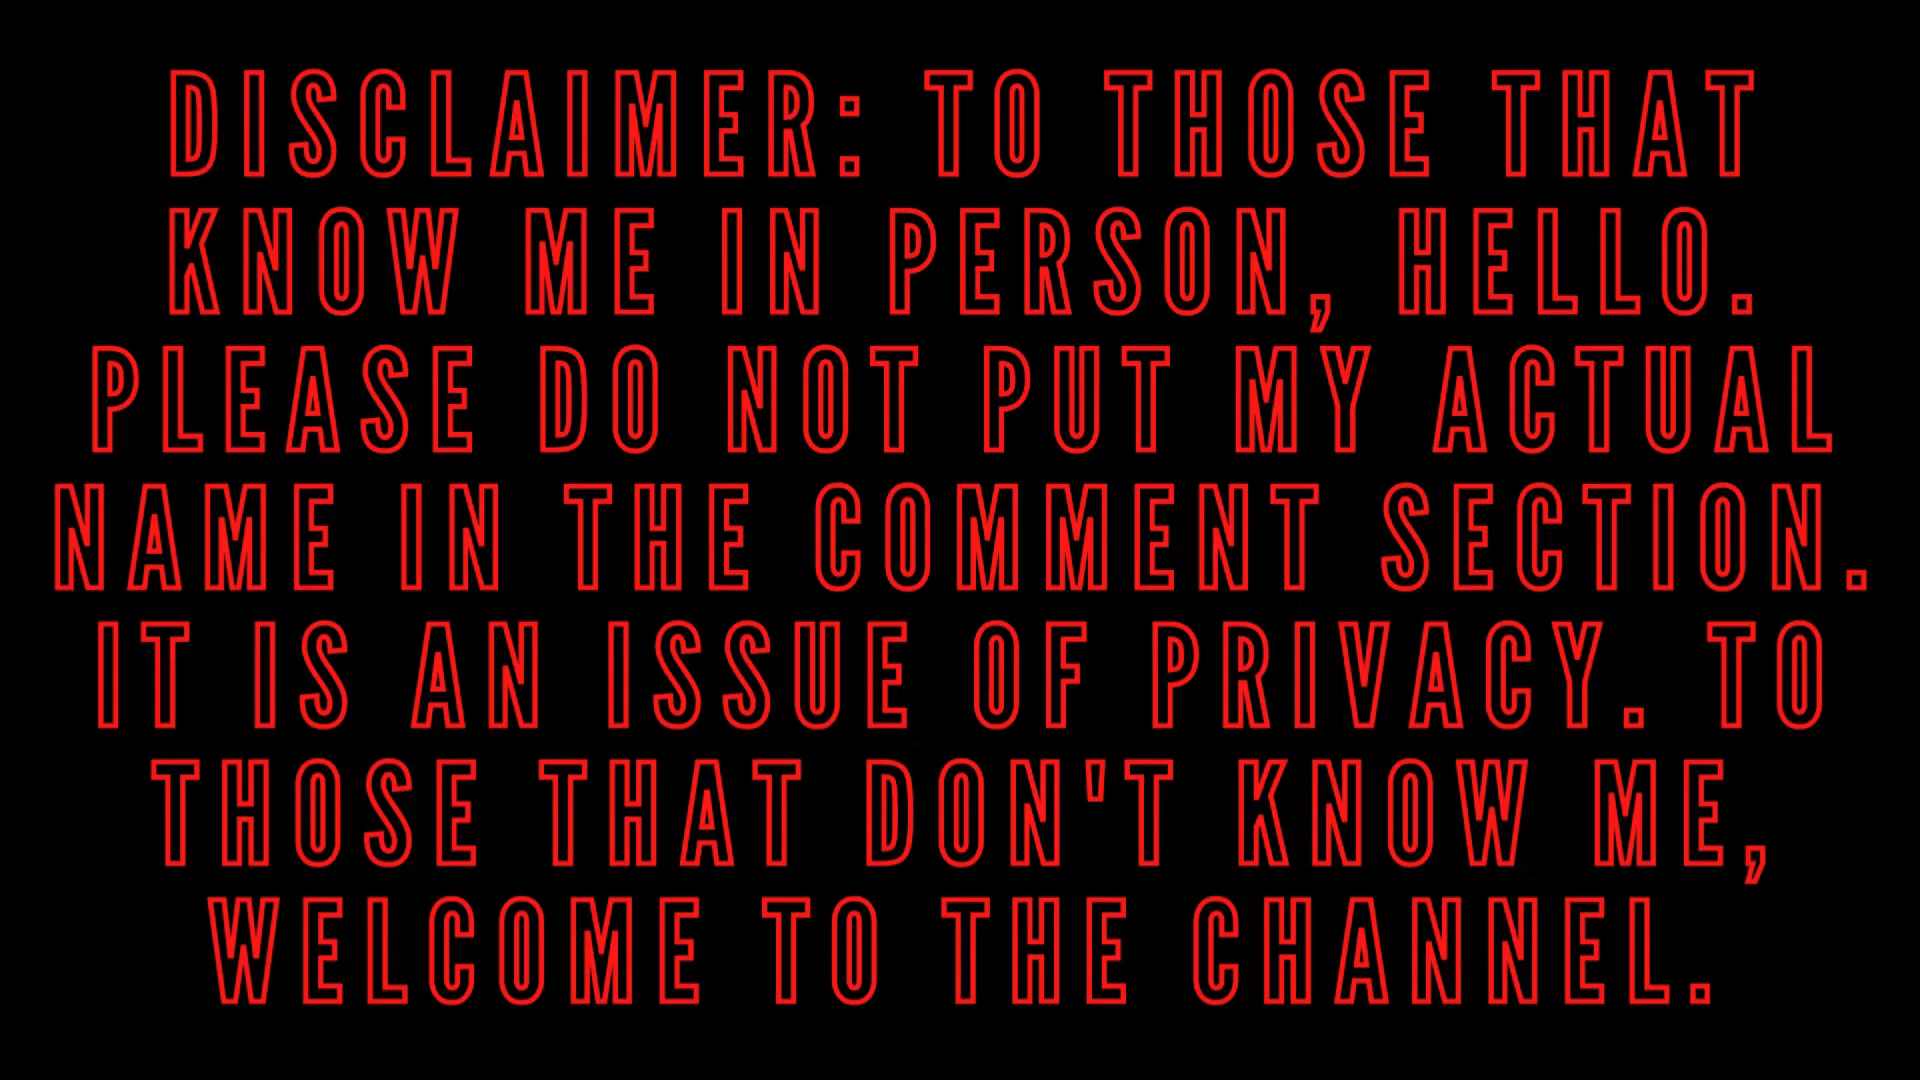 DISCLAIMER: TO THOSE THAT
KNOW ME IN PERSON, HELLO.
PLEASE DO NOT PUT MY ACTUAL
NAME IN THE COMMENT SECTION.
IT IS AN ISSUE OF PRIVACY. TO
THOSE THAT DON'T KNOW ME,
WELCOME TO THE CHANNEL.